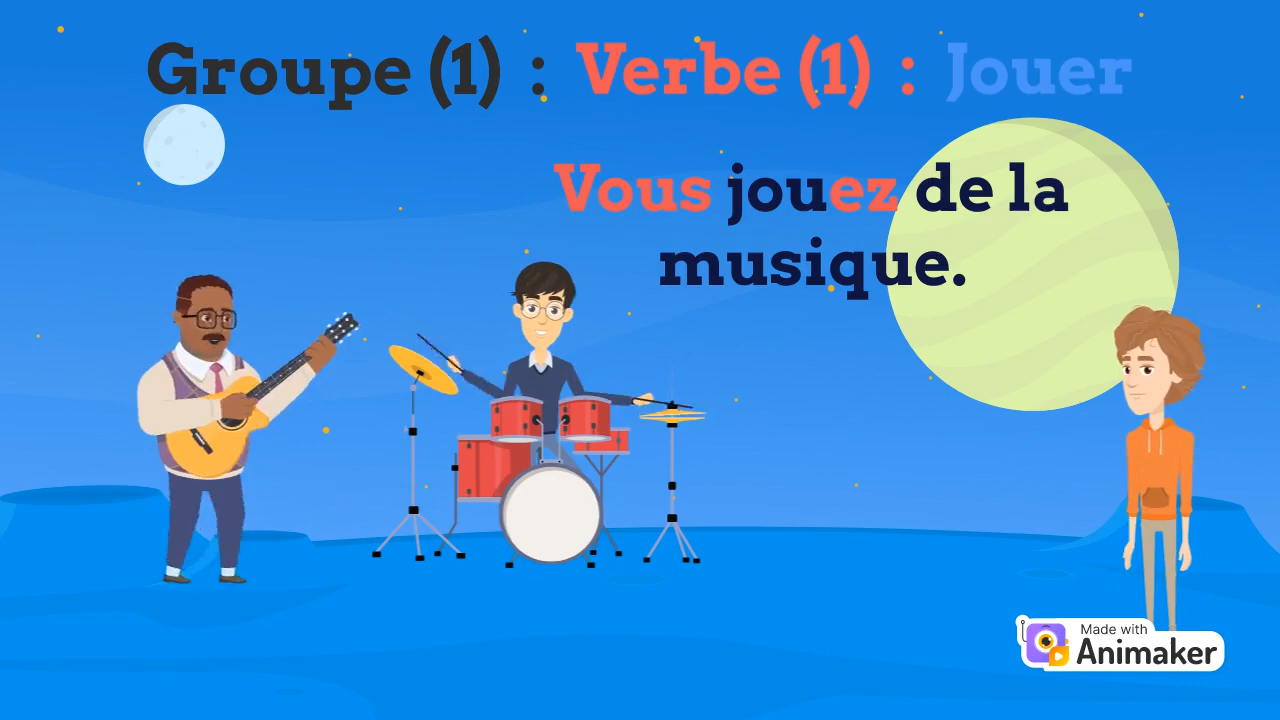 Groupe (1) : Verbe (1) : Jouer
Vous jouez de la
musique.
Made with
Animaker